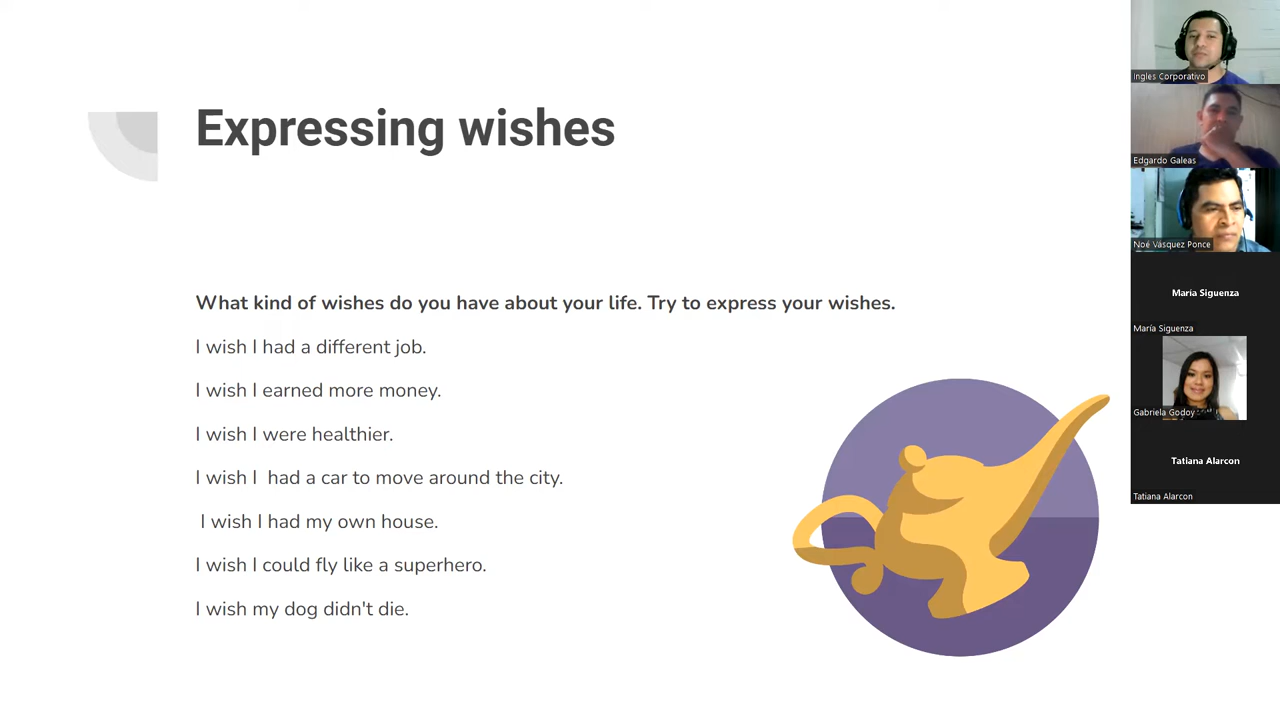 Expressing wishes
What kind of wishes do you have about your life. Try to express your wishes.
I wish I had a different job.
I wish I earned more money.
I wish I were healthier.
I wish I  had a car to move around the city.
I wish I had my own house.
I wish I could fly like a superhero.
I wish my dog didn't die.
Ingles Corporativo
Edgardo Galeas
Noé Vásquez Ponce
María Siguenza
María Siguenza
Gabriela Godoy
Tatiana Alarcon
Tatiana Alarcon